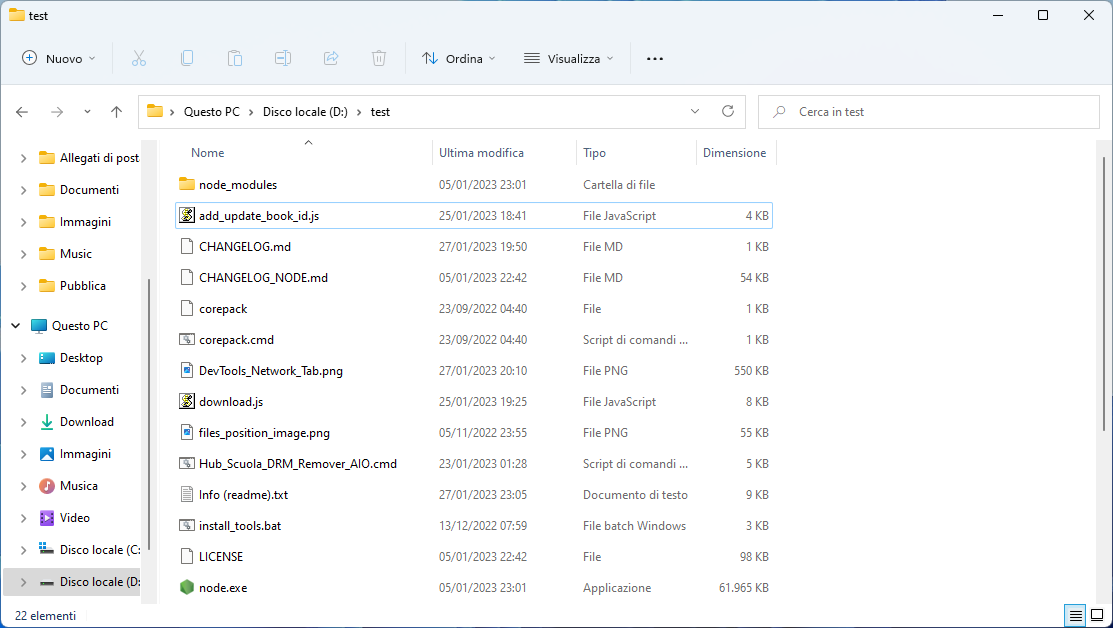 test
Nuovo
Ordina
Visualizza
Questo PC > Disco locale (D:) > test
Cerca in test
Allegati di post
Documenti
Immagini
Music
Pubblica
Questo PC
Desktop
Documenti
Download
Immagini
Musica
Video
Disco locale (C:
Disco locale (D:
Nome Ultima modifica Tipo Dimensione
node_modules 05/01/2023 23:01 Cartella di file
add_update_book_id.js 25/01/2023 18:41 File JavaScript 4 KB
CHANGELOG.md 27/01/2023 19:50 File MD 1 KB
CHANGELOG_NODE.md 05/01/2023 22:42 File MD 54 KB
corepack 23/09/2022 04:40 File 1 KB
corepack.cmd 23/09/2022 04:40 Script di comandi ... 1 KB
DevTools_Network_Tab.png 27/01/2023 20:10 File PNG 550 KB
download.js 25/01/2023 19:25 File JavaScript 8 KB
files_position_image.png 05/11/2022 23:55 File PNG 55 KB
Hub_Scuola_DRM_Remover_AIO.cmd 23/01/2023 01:28 Script di comandi ... 5 KB
Info (readme).txt 27/01/2023 23:05 Documento di testo 9 KB
install_tools.bat 13/12/2022 07:59 File batch Windows 3 KB
LICENSE 05/01/2023 22:42 File 98 KB
node.exe 05/01/2023 23:01 Applicazione 61.965 KB
22 elementi